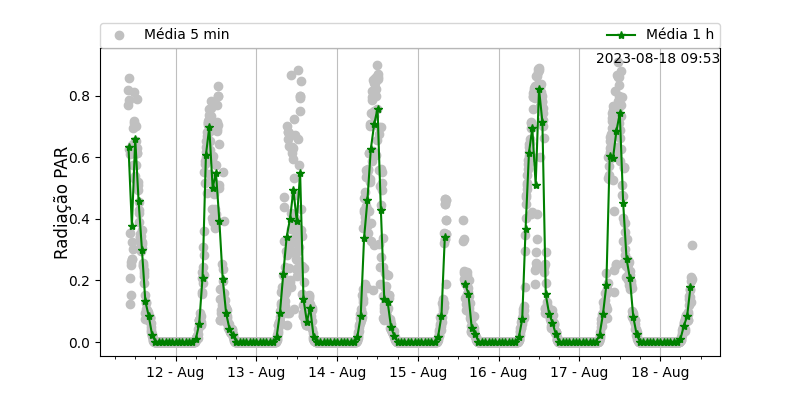 Média 5 min
Média 1 h
2023-08-18 09:53
Radiação PAR
0.8
0.6
0.4
0.2
0.0
12 - Aug
13 - Aug
14 - Aug
15 - Aug
16 - Aug
17 - Aug
18 - Aug